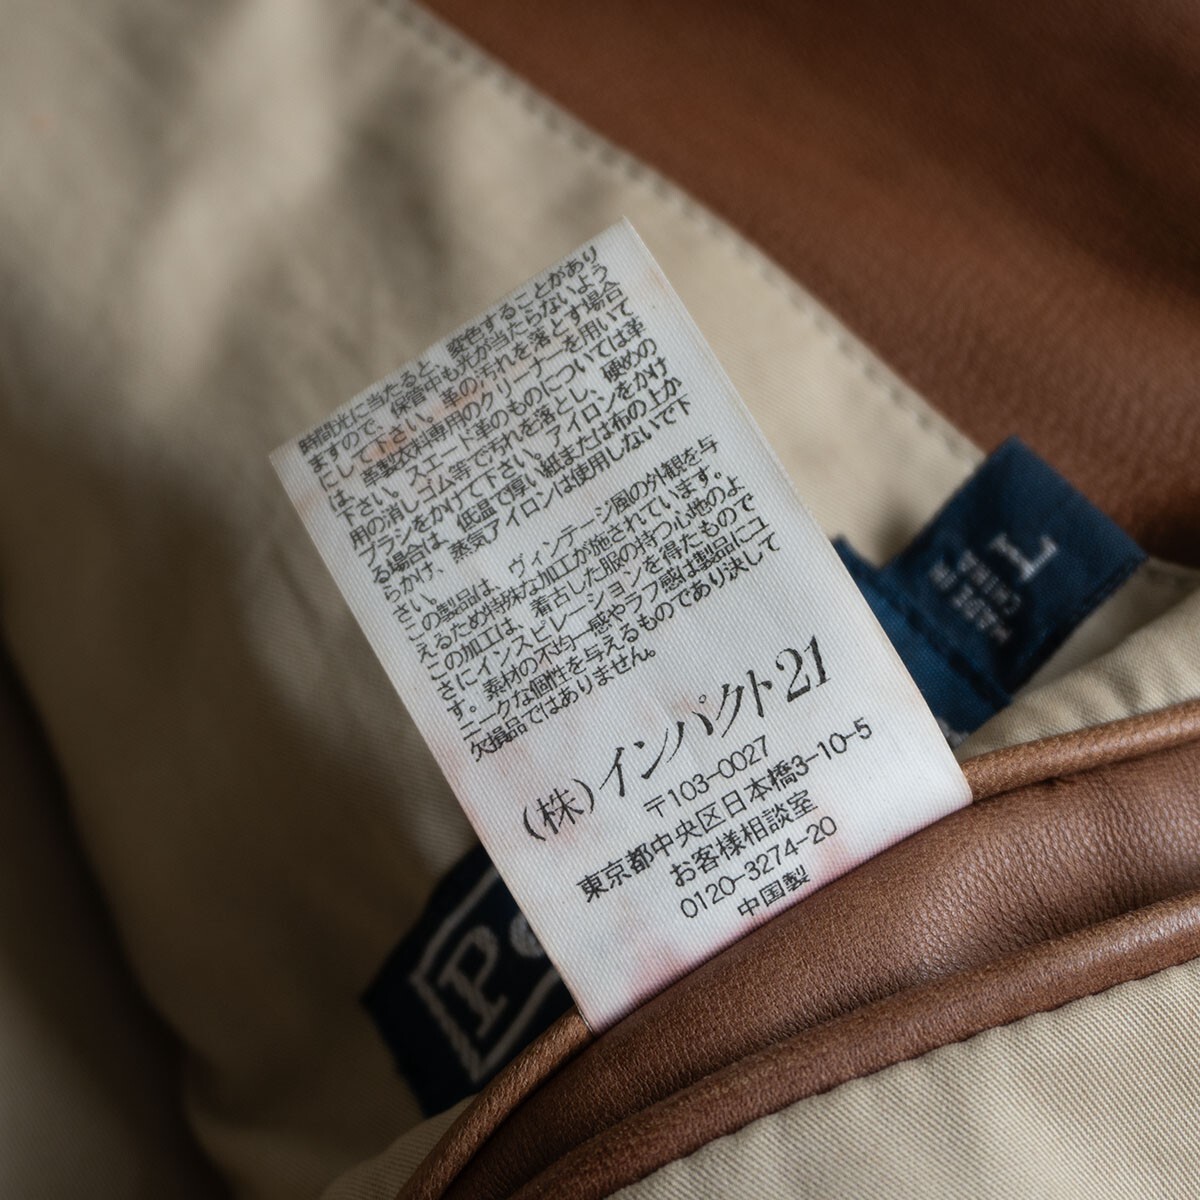 時間光に当たると、変色することがあり
ますので、保管中も光が当たらないよう
にして下さい。革の汚れを落とす場合
は、革製衣料専用のクリーナーを用いて
下さい。スエード革のものについては革
用の消しゴム等で汚れを落とし、硬めの
ブラシをかけて下さい。アイロンをかけ
る場合は、低温で厚い紙または布の上か
らかけ、蒸気アイロンは使用しないで下
さい。
この製品は、ヴィンテージ風の外観を与
えるため特殊な加工が施されています。
この加工は、着古した服の持つ心地のよ
さにインスピレーションを得たもので
す。素材の不均一感やラフ感は製品にユ
ニークな個性を与えるものであり決して
欠損品ではありません。
(株)インパクト21
〒103-0027
東京都中央区日本橋3-10-5
お客様相談室
0120-3274-20
中国製
L
MADE IN
CHINA
P